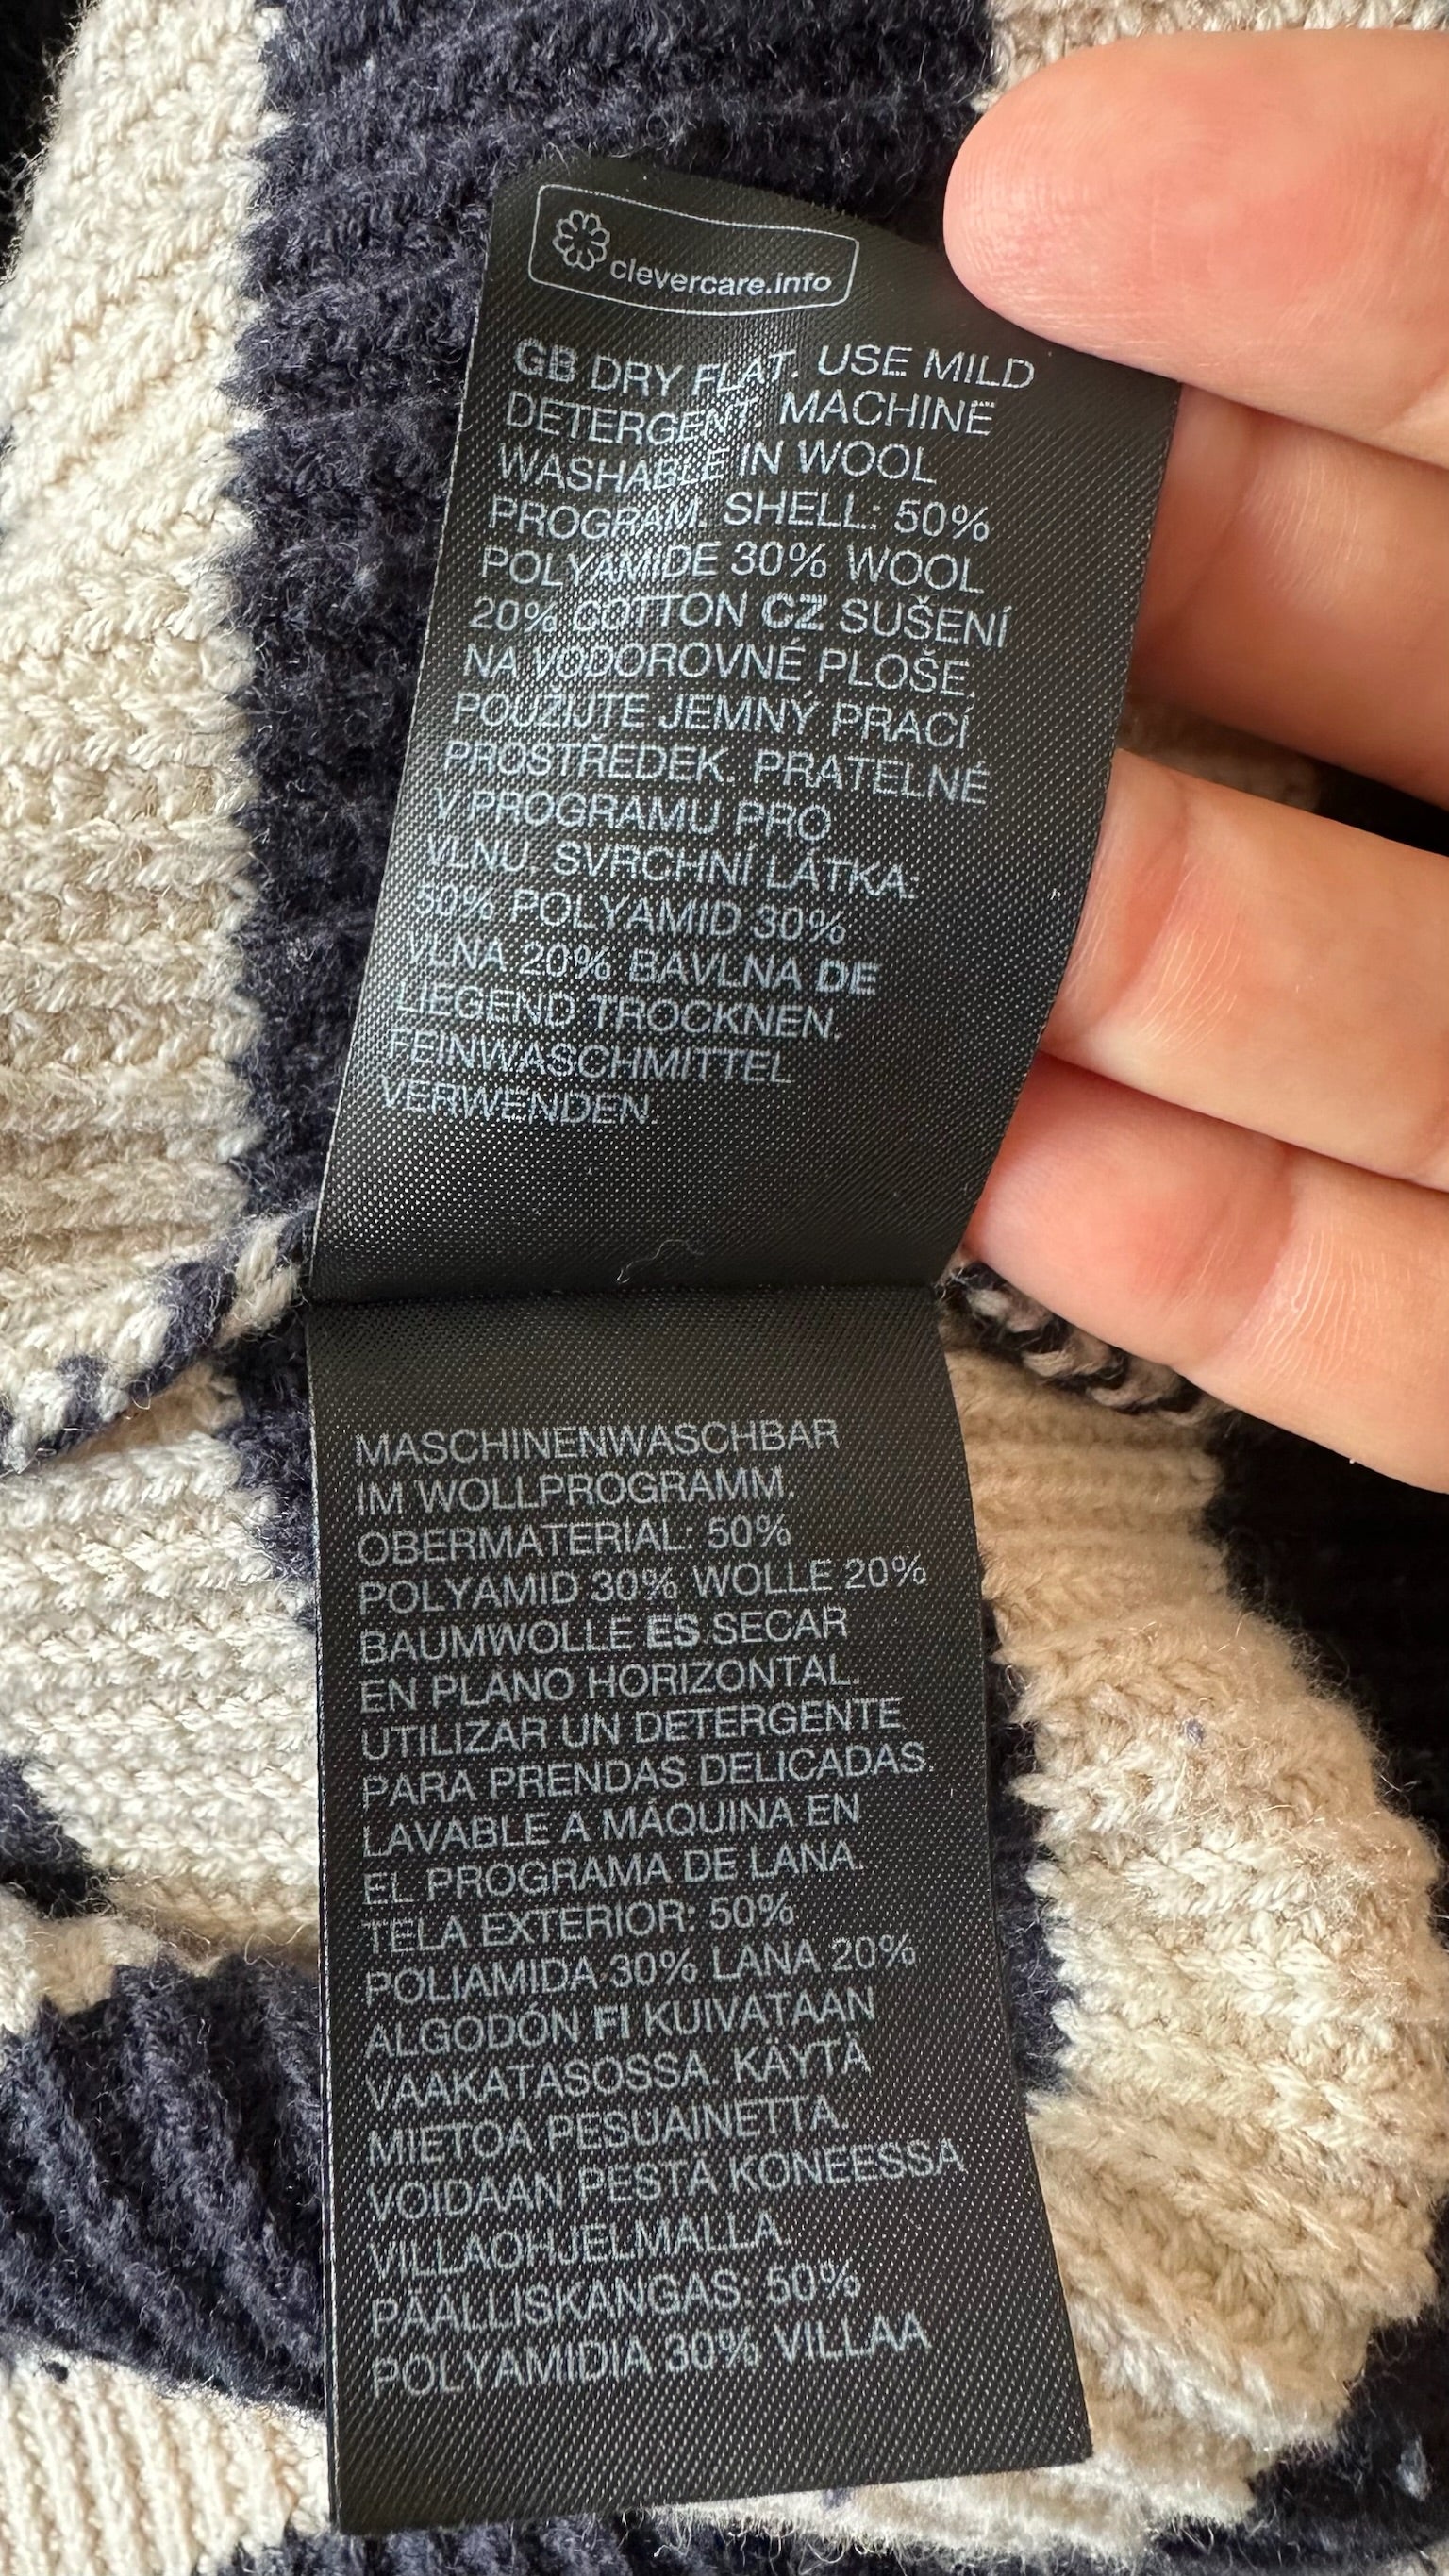 clevercare.info
GB DRY FLAT. USE MILD
DETERGENT. MACHINE
WASHABLE IN WOOL
PROGRAM. SHELL: 50%
POLYAMIDE 30% WOOL
20% COTTON CZ SUŠENÍ
NA VODOROVNÉ PLOŠE.
POUŽIJTE JEMNÝ PRACÍ
PROSTŘEDEK. PRATELNÉ
V PROGRAMU PRO
VLNU. SVRCHNÍ LÁTKA:
50% POLYAMID 30%
VLNA 20% BAVLNA DE
LIEGEND TROCKNEN.
FEINWASCHMITTEL
VERWENDEN.
MASCHINENWASCHBAR
IM WOLLPROGRAMM.
OBERMATERIAL: 50%
POLYAMID 30% WOLLE 20%
BAUMWOLLE ES SECAR
EN PLANO HORIZONTAL.
UTILIZAR UN DETERGENTE
PARA PRENDAS DELICADAS.
LAVABLE A MÁQUINA EN
EL PROGRAMA DE LANA.
TELA EXTERIOR: 50%
POLIAMIDA 30% LANA 20%
ALGODÓN FI KUIVATAAN
VAAKATASOSSA. KÄYTÄ
MIETOA PESUAINETTA.
VOIDAAN PESTÄ KONEESSA
VILLAOHJELMALLA.
PÄÄLLISKANGAS: 50%
POLYAMIDIA 30% VILLAA